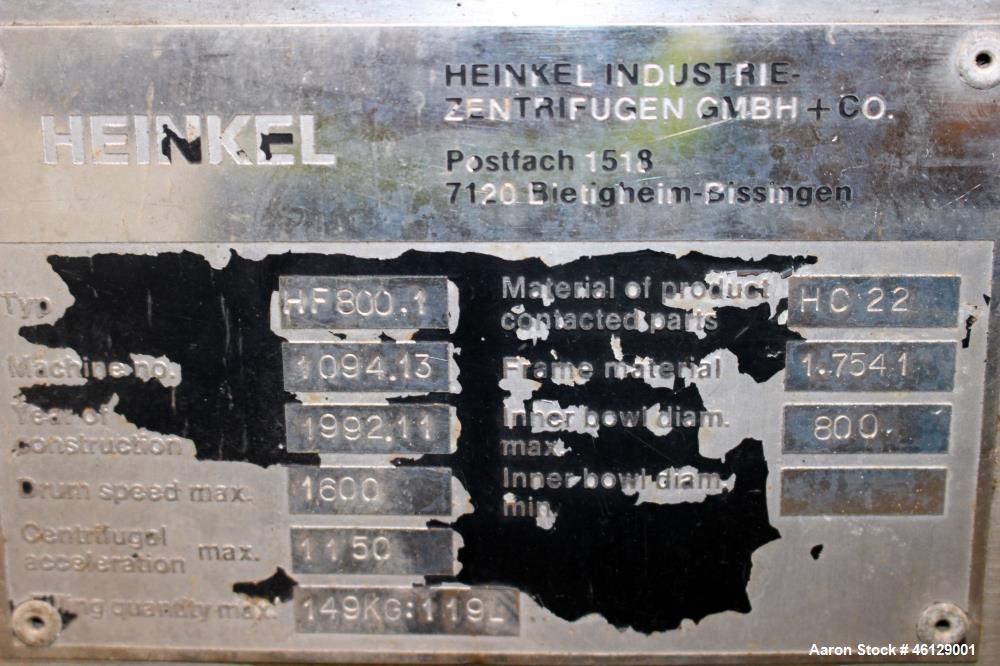 HEINKEL
HEINKEL INDUSTRIE-
ZENTRIFUGEN GMBH + CO.
Postfach 1518
7120 Bietigheim-Bissingen
Typ HF800.1
Machine no. 1094.13
Year of
construction 1992.11
Drum speed max. 1600
Centrifugel
acceleration max. 1150
quantity max. 149KG:119L
Material of product
contacted parts HC 22
Frame material 1.7541
Inner bowl diam.
max. 800.
Inner bowl diam.
min.
Aaron Stock # 46129001